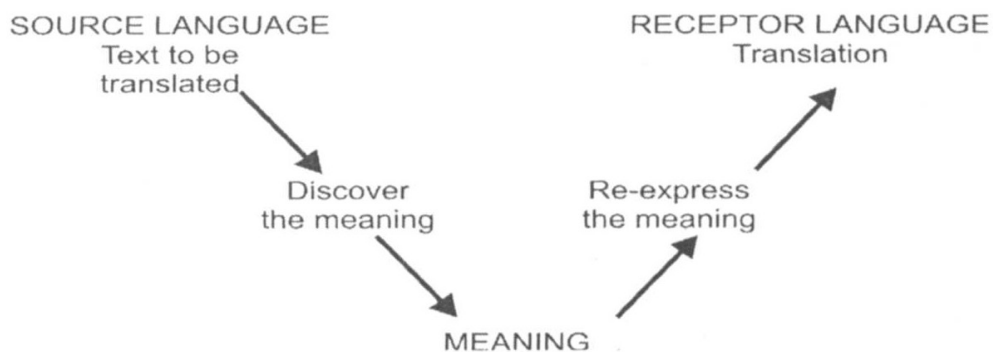 SOURCE LANGUAGE
Text to be
translated
RECEPTOR LANGUAGE
Translation
Discover
the meaning
Re-express
the meaning
MEANING